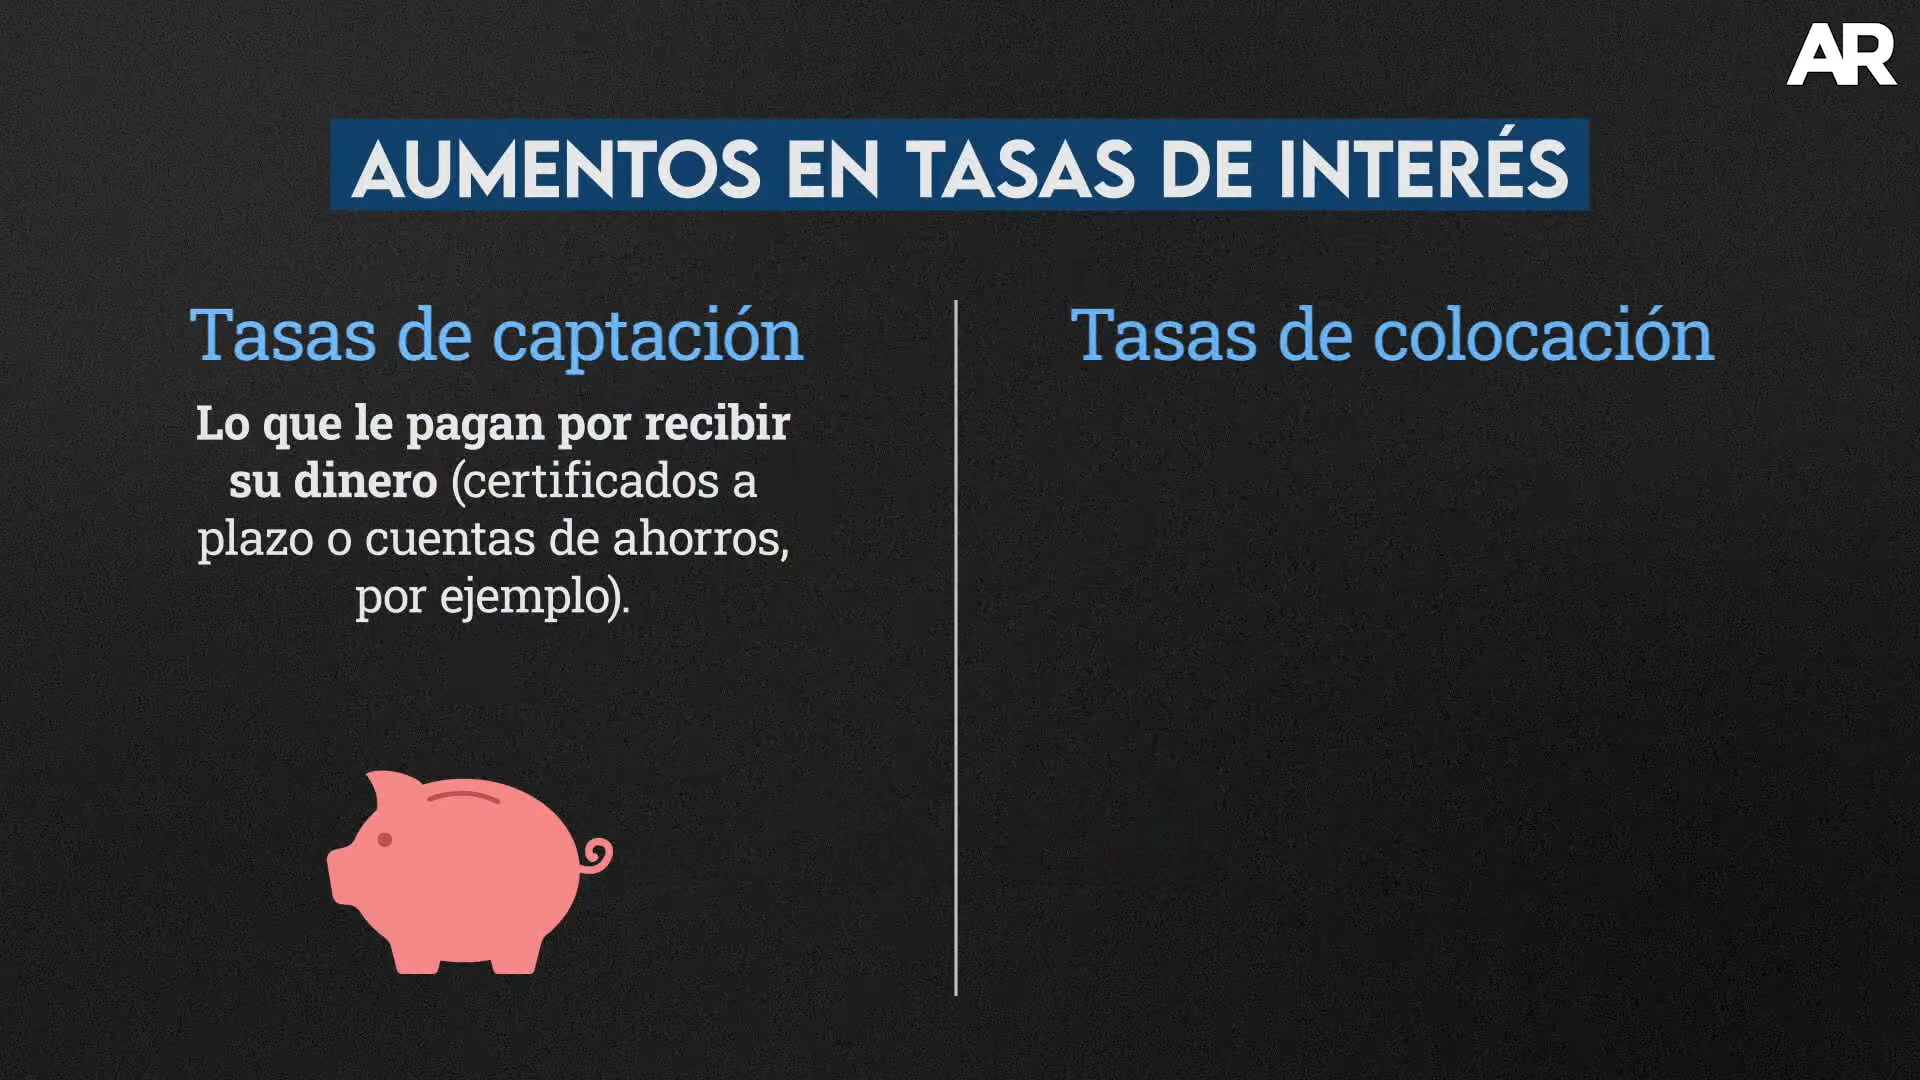 AR
AUMENTOS EN TASAS DE INTERÉS
Tasas de captación
Lo que le pagan por recibir
su dinero (certificados a
plazo o cuentas de ahorros,
por ejemplo).
Tasas de colocación